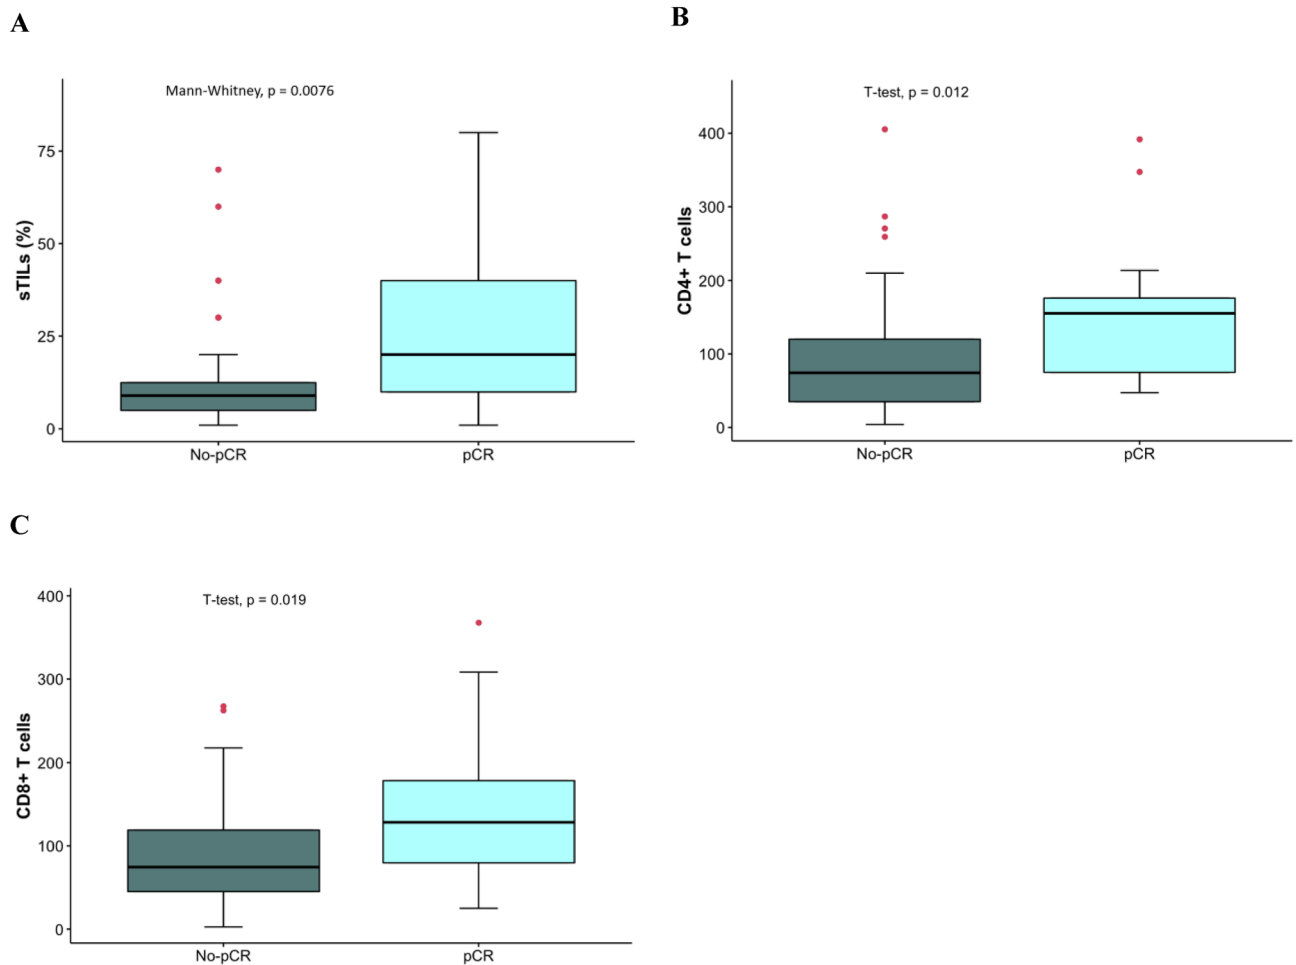 A
Mann-Whitney, p = 0.0076
sTILs (%)
75
50
25
0
No-pCR pCR
B
T-test, p = 0.012
CD4+ T cells
400
300
200
100
0
No-pCR pCR
C
T-test, p = 0.019
CD8+ T cells
400
300
200
100
0
No-pCR pCR